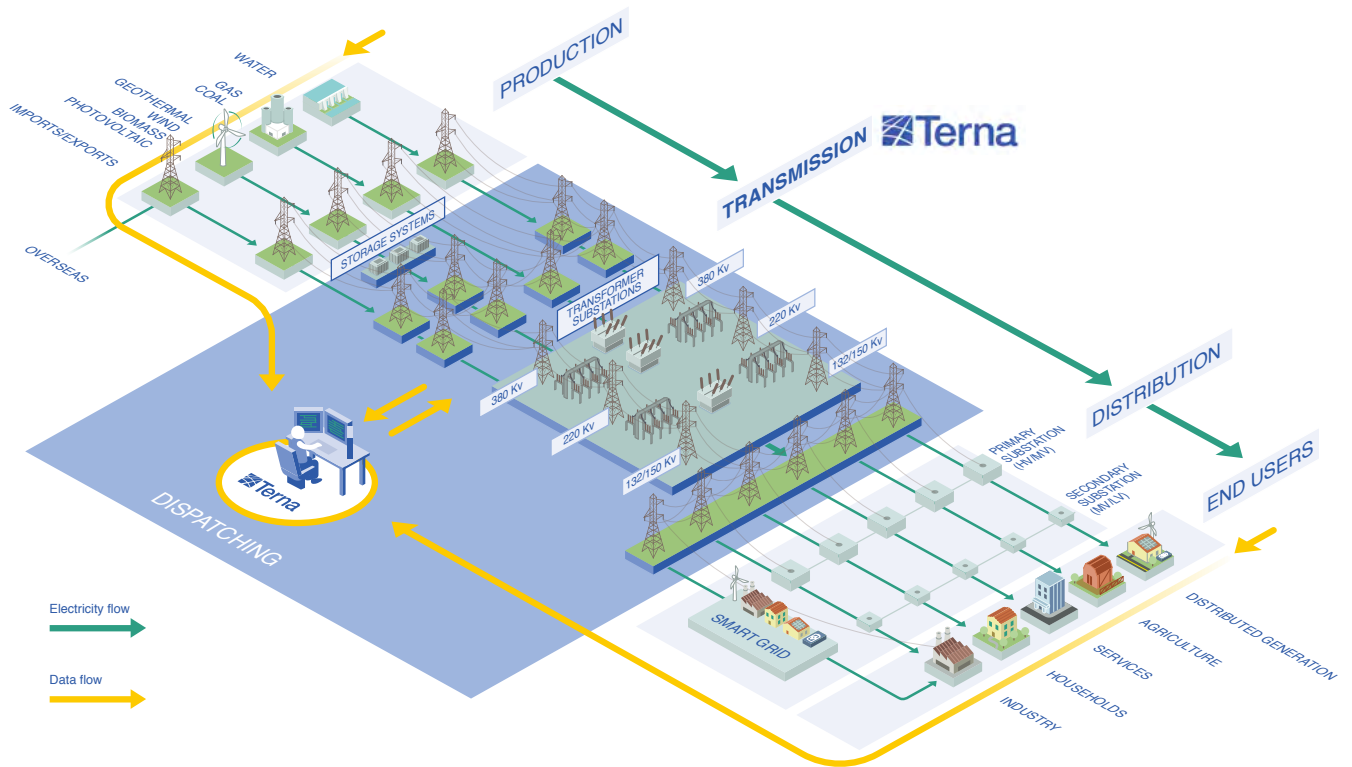 PRODUCTION
TRANSMISSION
Terna
DISTRIBUTION
END USERS
WATER
GAS
COAL
GEOTHERMAL
WIND
BIOMASS
PHOTOVOLTAIC
IMPORTS/EXPORTS
OVERSEAS
STORAGE SYSTEMS
TRANSFORMER
SUBSTATIONS
380 Kv
220 Kv
132/150 Kv
380 Kv
220 Kv
132/150 Kv
PRIMARY
SUBSTATION
(HV/MV)
SECONDARY
SUBSTATION
(MV/LV)
Terna
DISPATCHING
SMART GRID
DISTRIBUTED GENERATION
AGRICULTURE
SERVICES
HOUSEHOLDS
INDUSTRY
Electricity flow
Data flow